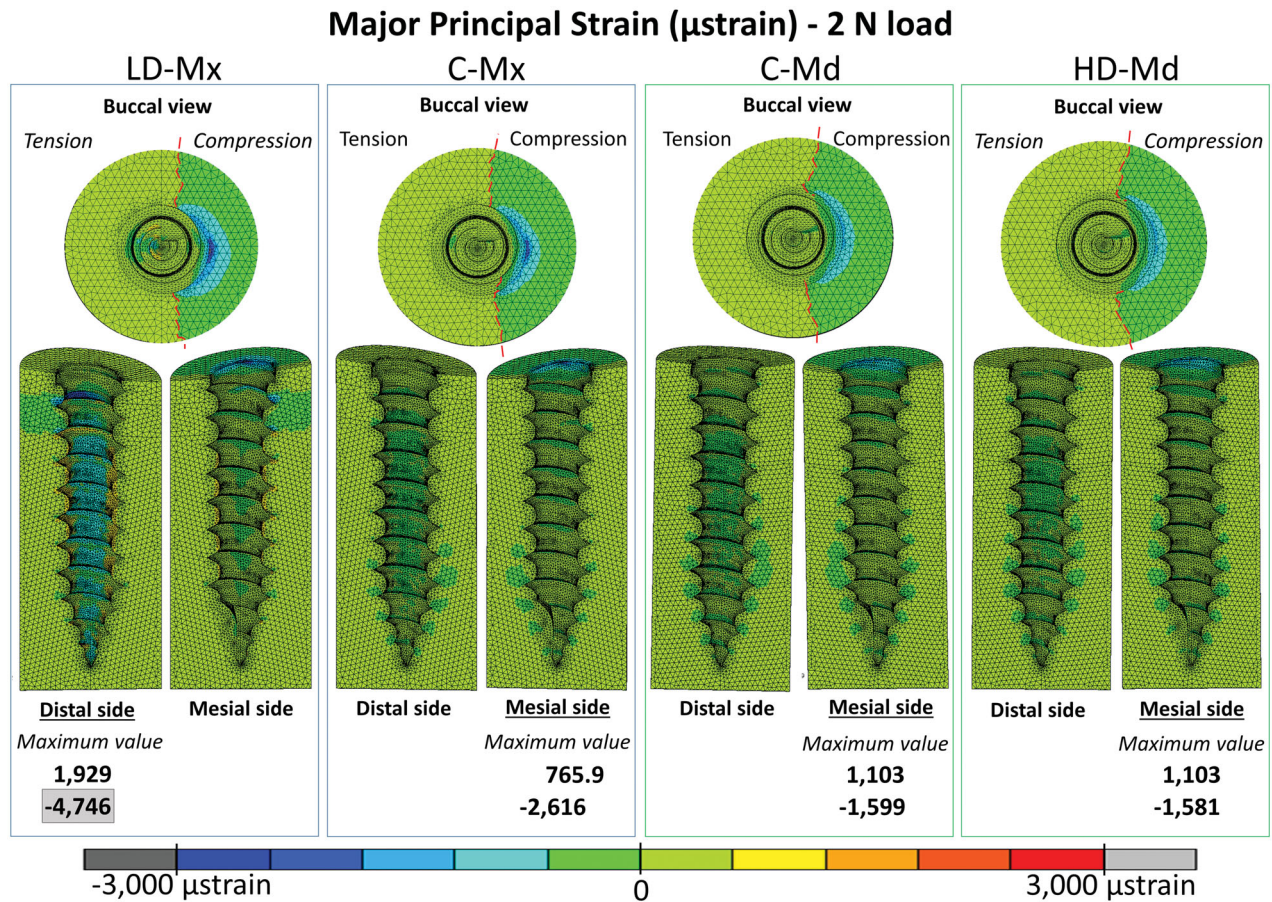 Major Principal Strain (μstrain) - 2 N load
LD-Mx
C-Mx
C-Md
HD-Md
Buccal view
Tension
Compression
Distal side
Mesial side
Maximum value
1,929
-4,746
Buccal view
Tension
Compression
Distal side
Mesial side
Maximum value
765.9
-2,616
Buccal view
Tension
Compression
Distal side
Mesial side
Maximum value
1,103
-1,599
Buccal view
Tension
Compression
Distal side
Mesial side
Maximum value
1,103
-1,581
-3,000 μstrain
0
3,000 μstrain